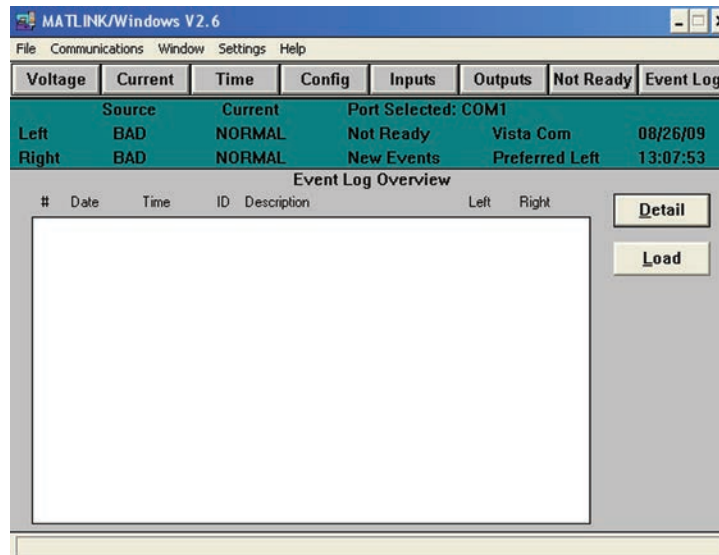 MATLINK/Windows V2.6
File Communications Window Settings Help
Voltage Current Time Config Inputs Outputs Not Ready Event Log
Source Current Port Selected: COM1
Left BAD NORMAL Not Ready Vista Com 08/26/09
Right BAD NORMAL New Events Preferred Left 13:07:53
Event Log Overview
# Date Time ID Description Left Right
Detail
Load